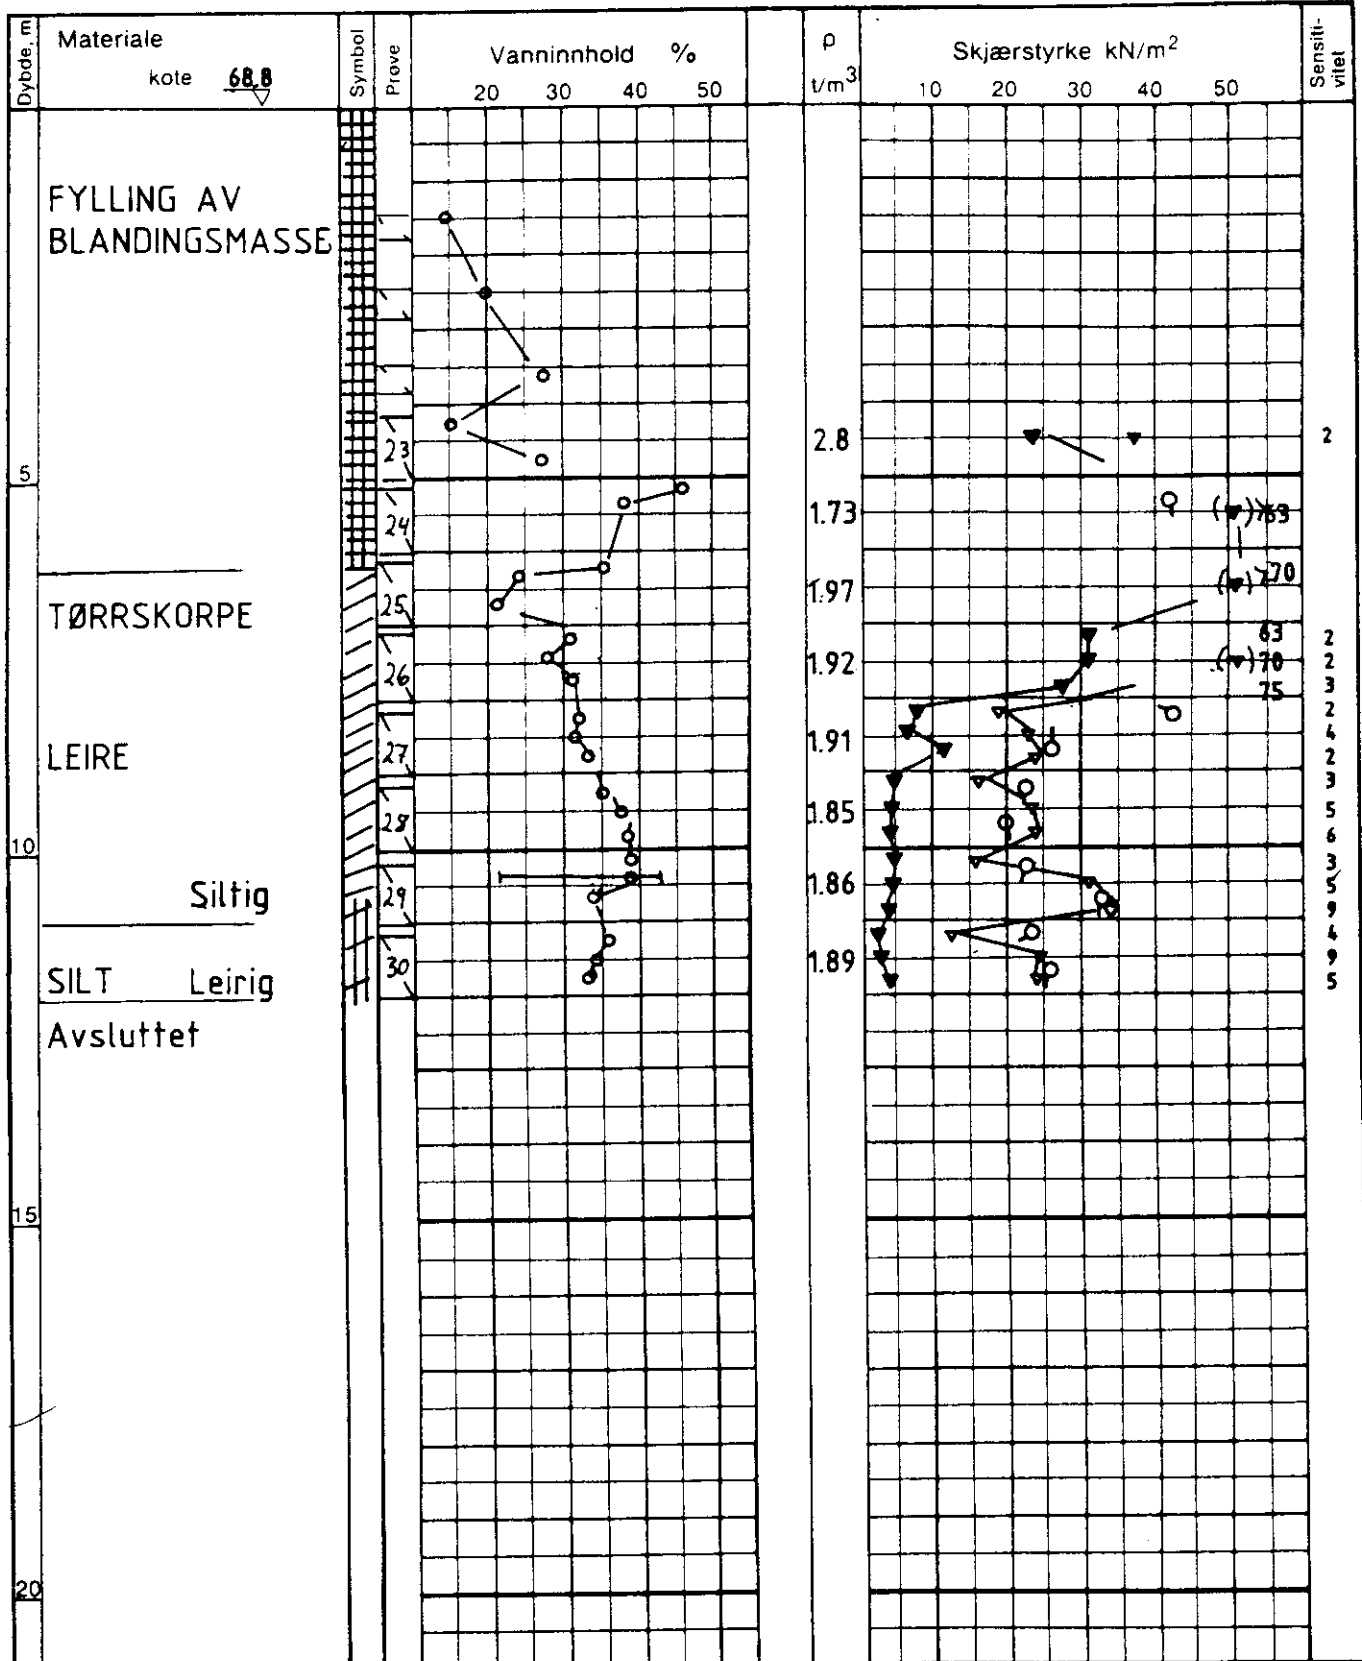 Dybde, m
Materiale
kote 68,8
Symbol
Prøve
Vanninnhold %
20 30 40 50
ρ
t/m³
Skjærstyrke kN/m²
10 20 30 40 50
Sensiti-
vitet
FYLLING AV
BLANDINGSMASSE
23 2.8 2
5
24 1.73 ( ) 63
25 1.97 ( ) 70
TØRRSKORPE
63 2
26 1.92 ( ) 70 2
75 3
2
27 1.91 4
LEIRE
2
3
28 1.85 5
6
10
3
29 1.86 5
Siltig
9
4
30 1.89 9
SILT Leirig 5
Avsluttet
15
20